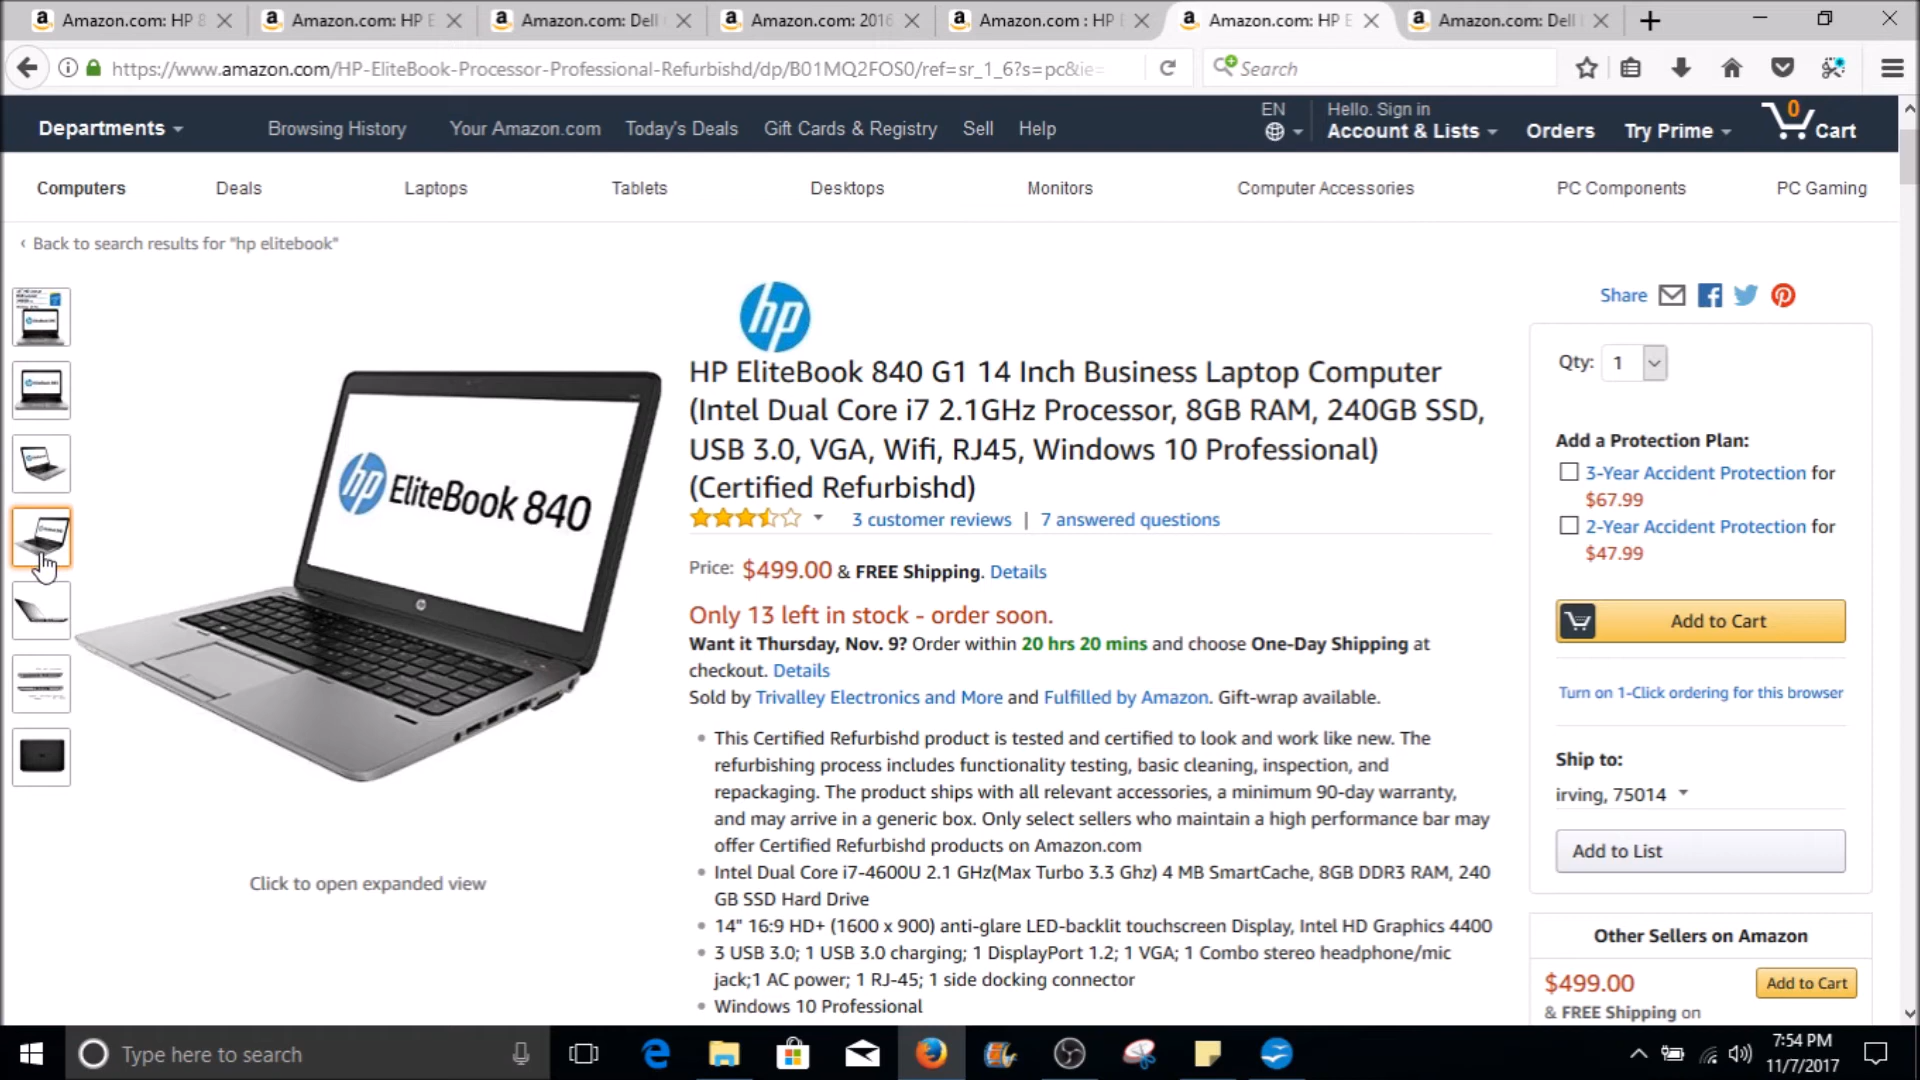 Amazon.com: HP 8
Amazon.com: HP E
Amazon.com: Dell
Amazon.com: 2016
Amazon.com : HP
Amazon.com: HP E
Amazon.com: Dell
https://www.amazon.com/HP-EliteBook-Processor-Professional-Refurbishd/dp/B01MQ2FOS0/ref=sr_1_6?s=pc&ie=
Search
Departments
Browsing History
Your Amazon.com
Today's Deals
Gift Cards & Registry
Sell
Help
EN
Hello. Sign in
Account & Lists
Orders
Try Prime
0
Cart
Computers
Deals
Laptops
Tablets
Desktops
Monitors
Computer Accessories
PC Components
PC Gaming
‹ Back to search results for "hp elitebook"
hp
hp EliteBook 840
HP EliteBook 840 G1 14 Inch Business Laptop Computer
(Intel Dual Core i7 2.1GHz Processor, 8GB RAM, 240GB SSD,
USB 3.0, VGA, Wifi, RJ45, Windows 10 Professional)
(Certified Refurbishd)
3 customer reviews | 7 answered questions
Price: $499.00 & FREE Shipping. Details
Only 13 left in stock - order soon.
Want it Thursday, Nov. 9? Order within 20 hrs 20 mins and choose One-Day Shipping at
checkout. Details
Sold by Trivalley Electronics and More and Fulfilled by Amazon. Gift-wrap available.
• This Certified Refurbishd product is tested and certified to look and work like new. The
refurbishing process includes functionality testing, basic cleaning, inspection, and
repackaging. The product ships with all relevant accessories, a minimum 90-day warranty,
and may arrive in a generic box. Only select sellers who maintain a high performance bar may
offer Certified Refurbishd products on Amazon.com
• Intel Dual Core i7-4600U 2.1 GHz(Max Turbo 3.3 Ghz) 4 MB SmartCache, 8GB DDR3 RAM, 240
GB SSD Hard Drive
• 14" 16:9 HD+ (1600 x 900) anti-glare LED-backlit touchscreen Display, Intel HD Graphics 4400
• 3 USB 3.0; 1 USB 3.0 charging; 1 DisplayPort 1.2; 1 VGA; 1 Combo stereo headphone/mic
jack;1 AC power; 1 RJ-45; 1 side docking connector
• Windows 10 Professional
Click to open expanded view
Share
Qty: 1
Add a Protection Plan:
3-Year Accident Protection for
$67.99
2-Year Accident Protection for
$47.99
Add to Cart
Turn on 1-Click ordering for this browser
Ship to:
irving, 75014
Add to List
Other Sellers on Amazon
$499.00
Add to Cart
& FREE Shipping on
Type here to search
7:54 PM
11/7/2017